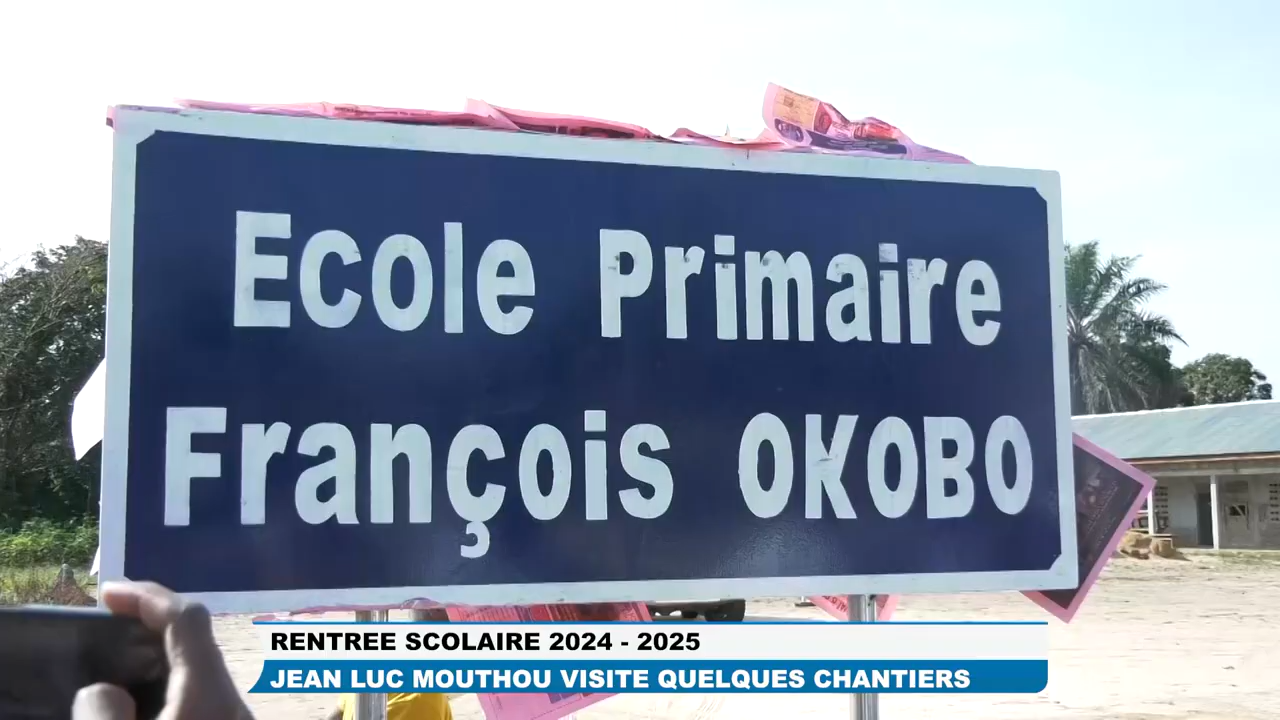 Ecole Primaire
François OKOBO
RENTREE SCOLAIRE 2024 - 2025
JEAN LUC MOUTHOU VISITE QUELQUES CHANTIERS